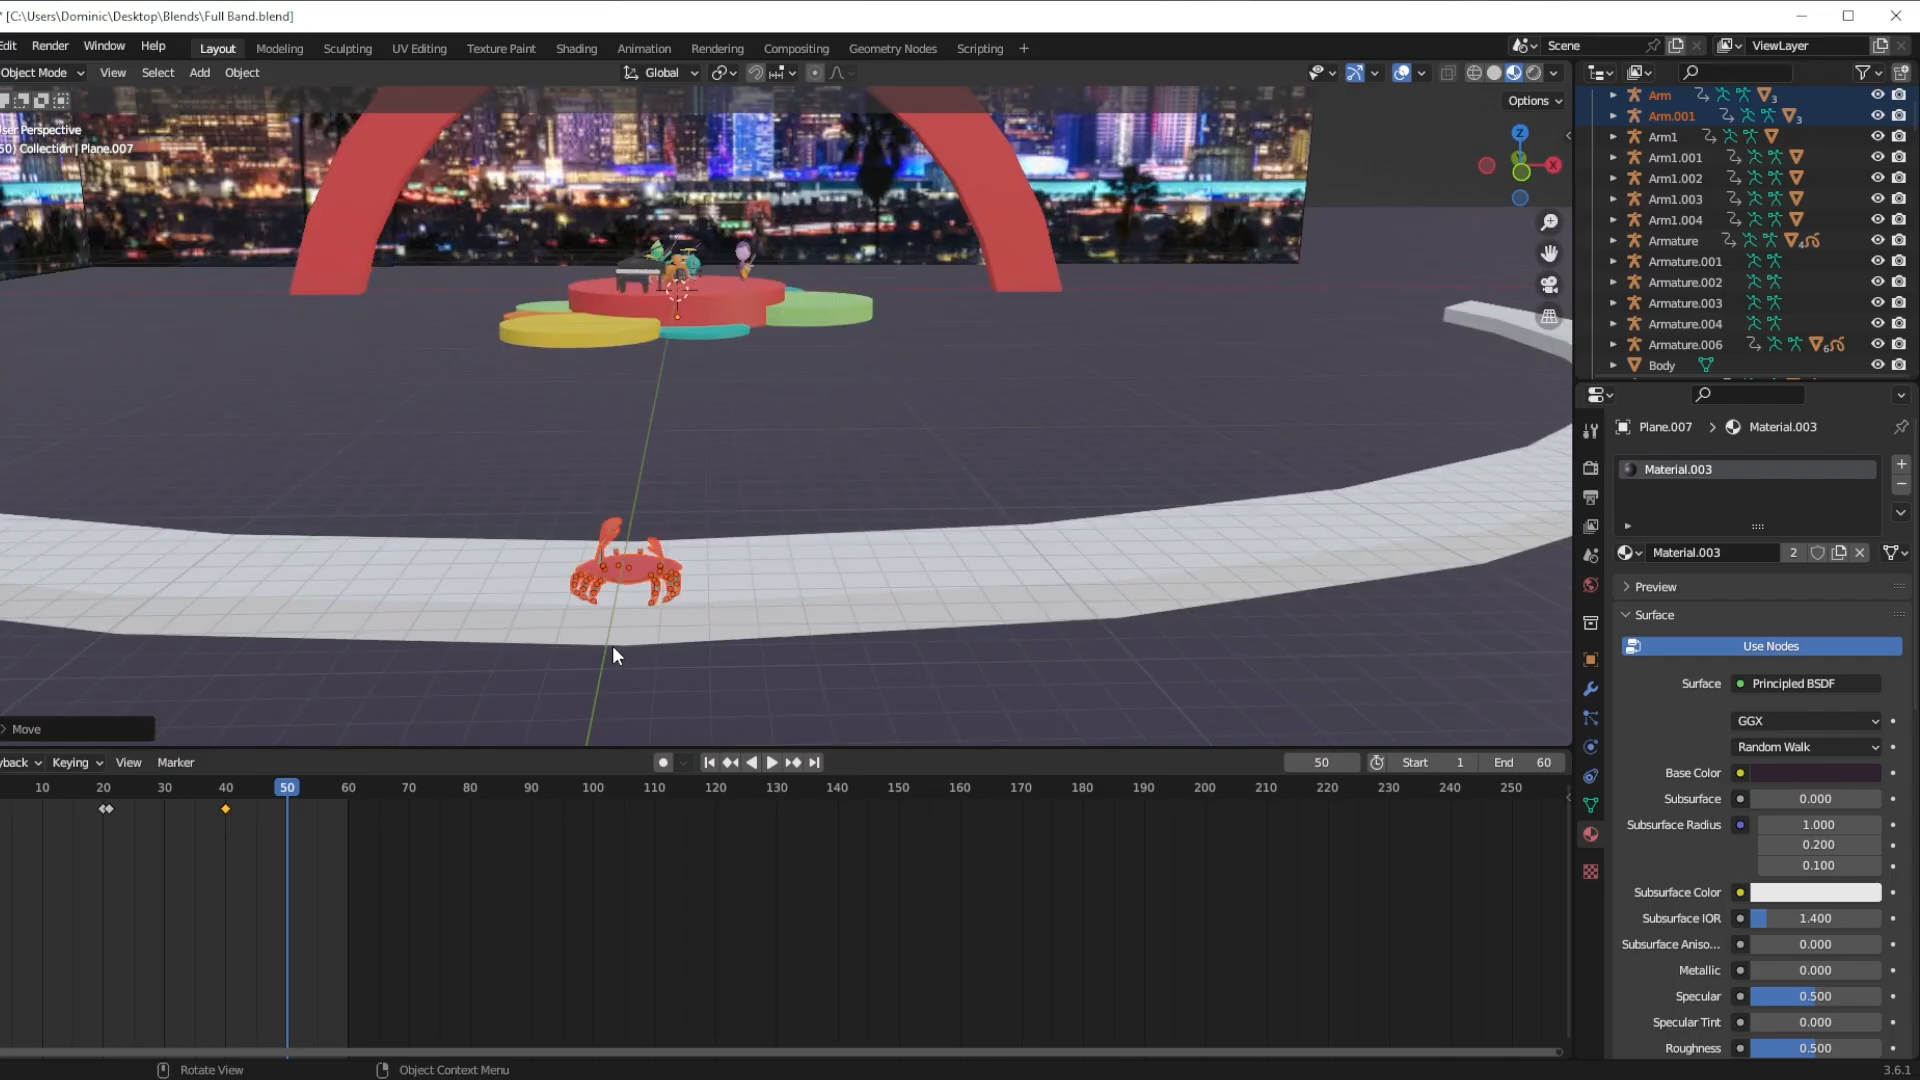 * [C:\Users\Dominic\Desktop\Blends\Full Band.blend]
Edit Render Window Help Layout Modeling Sculpting UV Editing Texture Paint Shading Animation Rendering Compositing Geometry Nodes Scripting + Scene ViewLayer
Object Mode View Select Add Object Global
Options
User Perspective
50) Collection | Plane.007
Z
X
Arm 3
Arm.001 3
Arm1
Arm1.001
Arm1.002
Arm1.003
Arm1.004
Armature 4
Armature.001
Armature.002
Armature.003
Armature.004
Armature.006 6
Body
Plane.007 > Material.003
Material.003
Material.003 2
Preview
Surface
Use Nodes
Surface Principled BSDF
GGX
Random Walk
Base Color
Subsurface 0.000
Subsurface Radius 1.000
0.200
0.100
Subsurface Color
Subsurface IOR 1.400
Subsurface Aniso... 0.000
Metallic 0.000
Specular 0.500
Specular Tint 0.000
Roughness 0.500
Move
yback Keying View Marker 50 Start 1 End 60
10 20 30 40 50 60 70 80 90 100 110 120 130 140 150 160 170 180 190 200 210 220 230 240 250
Rotate View Object Context Menu 3.6.1